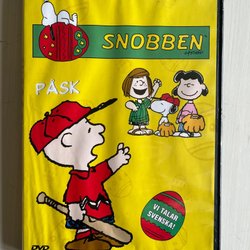 SNOBBEN
PÅSK
VI TALAR
SVENSKA!
DVD